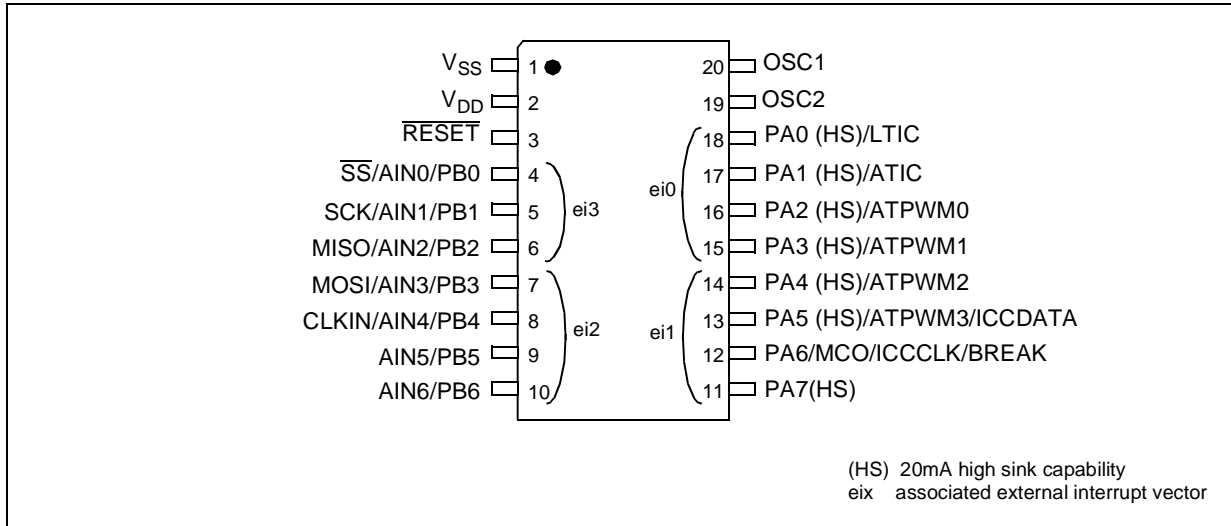 VSS 1 20 OSC1
VDD 2 19 OSC2
RESET 3 18 PA0 (HS)/LTIC
SS/AIN0/PB0 4 17 PA1 (HS)/ATIC
ei3 ei0
SCK/AIN1/PB1 5 16 PA2 (HS)/ATPWM0
MISO/AIN2/PB2 6 15 PA3 (HS)/ATPWM1
MOSI/AIN3/PB3 7 14 PA4 (HS)/ATPWM2
CLKIN/AIN4/PB4 8 13 PA5 (HS)/ATPWM3/ICCDATA
ei2 ei1
AIN5/PB5 9 12 PA6/MCO/ICCCLK/BREAK
AIN6/PB6 10 11 PA7(HS)
(HS) 20mA high sink capability
eix associated external interrupt vector